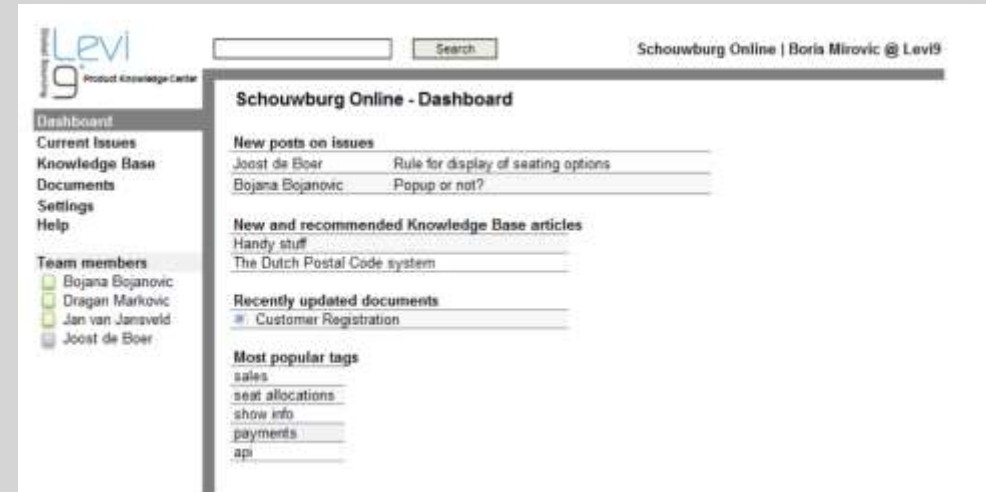 Levi
9
Global Sourcing
Product Knowledge Center
Search
Schouwburg Online | Boris Mirovic @ Levi9
Dashboard
Current Issues
Knowledge Base
Documents
Settings
Help
Team members
Bojana Bojanovic
Dragan Markovic
Jan van Jansveld
Joost de Boer
Schouwburg Online - Dashboard
New posts on issues
Joost de Boer Rule for display of seating options
Bojana Bojanovic Popup or not?
New and recommended Knowledge Base articles
Handy stuff
The Dutch Postal Code system
Recently updated documents
Customer Registration
Most popular tags
sales
seat allocations
show info
payments
api